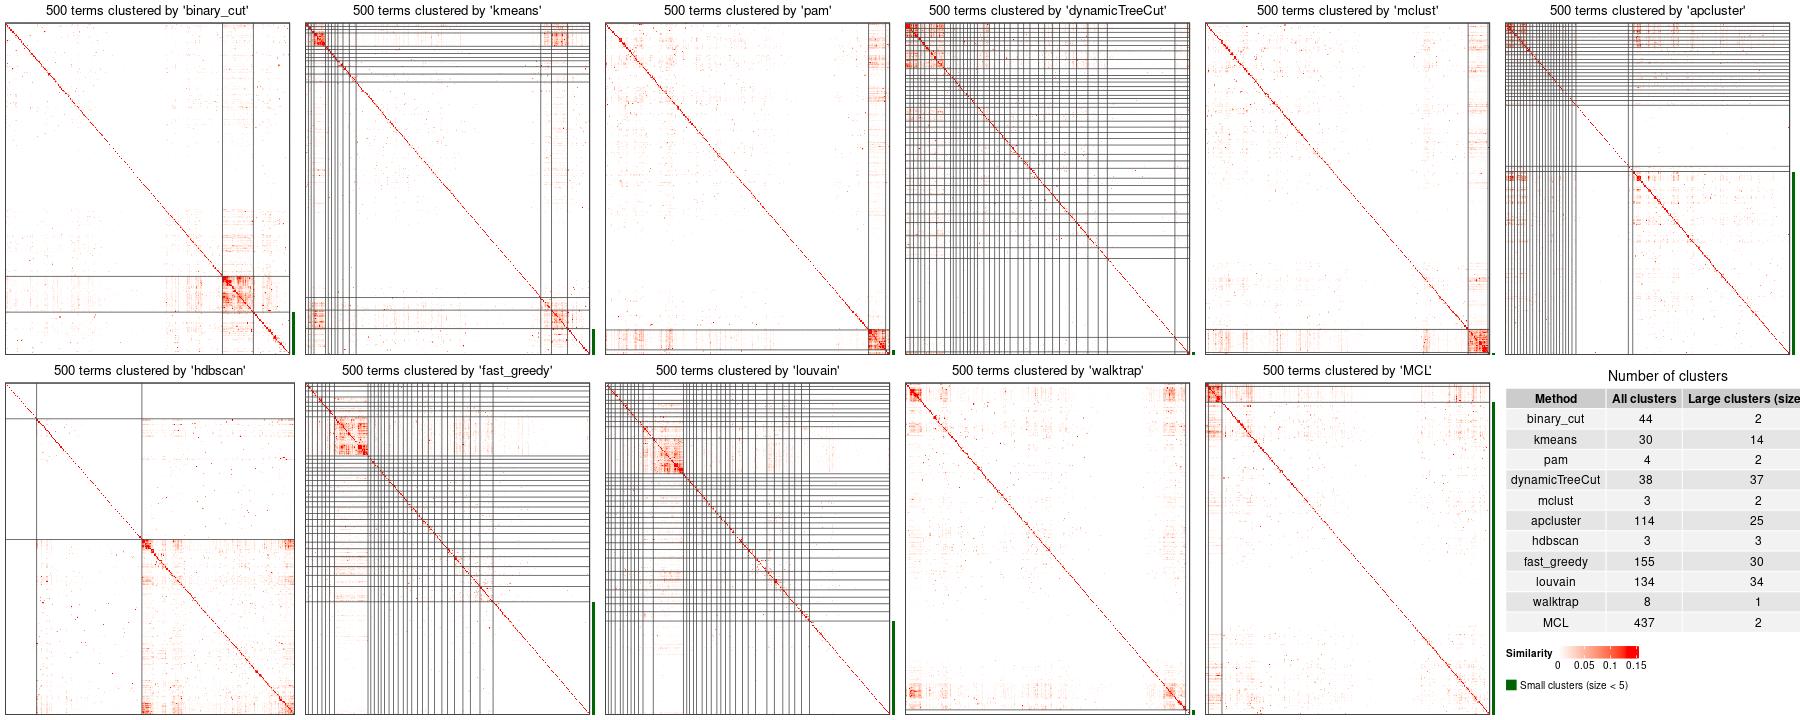 500 terms clustered by 'binary_cut'
500 terms clustered by 'kmeans'
500 terms clustered by 'pam'
500 terms clustered by 'dynamicTreeCut'
500 terms clustered by 'mclust'
500 terms clustered by 'apcluster'
500 terms clustered by 'hdbscan'
500 terms clustered by 'fast_greedy'
500 terms clustered by 'louvain'
500 terms clustered by 'walktrap'
500 terms clustered by 'MCL'
Number of clusters
Method All clusters Large clusters (size
binary_cut 44 2
kmeans 30 14
pam 4 2
dynamicTreeCut 38 37
mclust 3 2
apcluster 114 25
hdbscan 3 3
fast_greedy 155 30
louvain 134 34
walktrap 8 1
MCL 437 2
Similarity
0 0.05 0.1 0.15
Small clusters (size < 5)